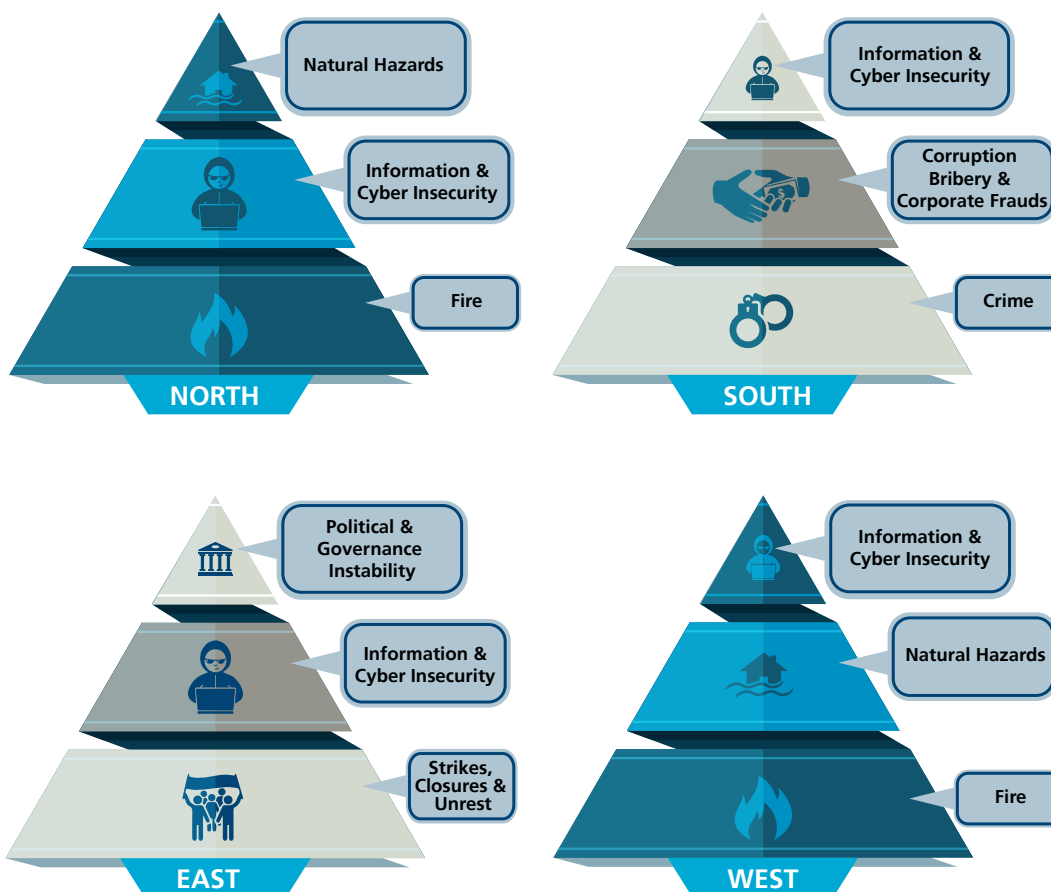 Natural Hazards
Information &
Cyber Insecurity
Fire
NORTH
Information &
Cyber Insecurity
Corruption
Bribery &
Corporate Frauds
$
Crime
SOUTH
Political &
Governance
Instability
Information &
Cyber Insecurity
Strikes,
Closures &
Unrest
EAST
Information &
Cyber Insecurity
Natural Hazards
Fire
WEST